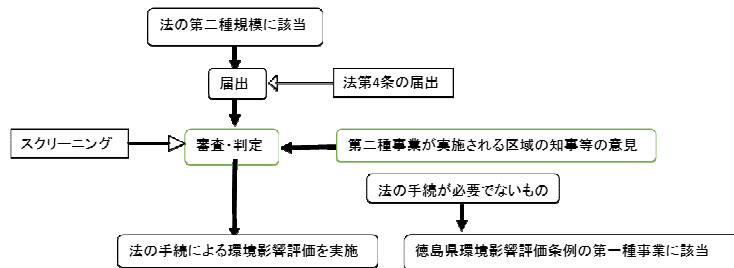 法の第二種規模に該当
届出
法第4条の届出
スクリーニング
審査・判定
第二種事業が実施される区域の知事等の意見
法の手続が必要でないもの
法の手続による環境影響評価を実施
徳島県環境影響評価条例の第一種事業に該当